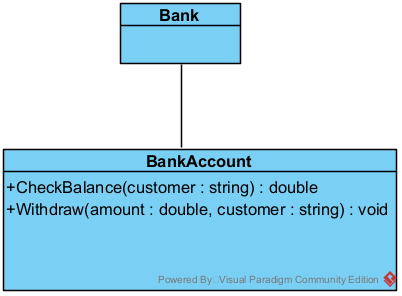 Bank
BankAccount
+CheckBalance(customer : string) : double
+Withdraw(amount : double, customer : string) : void
Powered By Visual Paradigm Community Edition